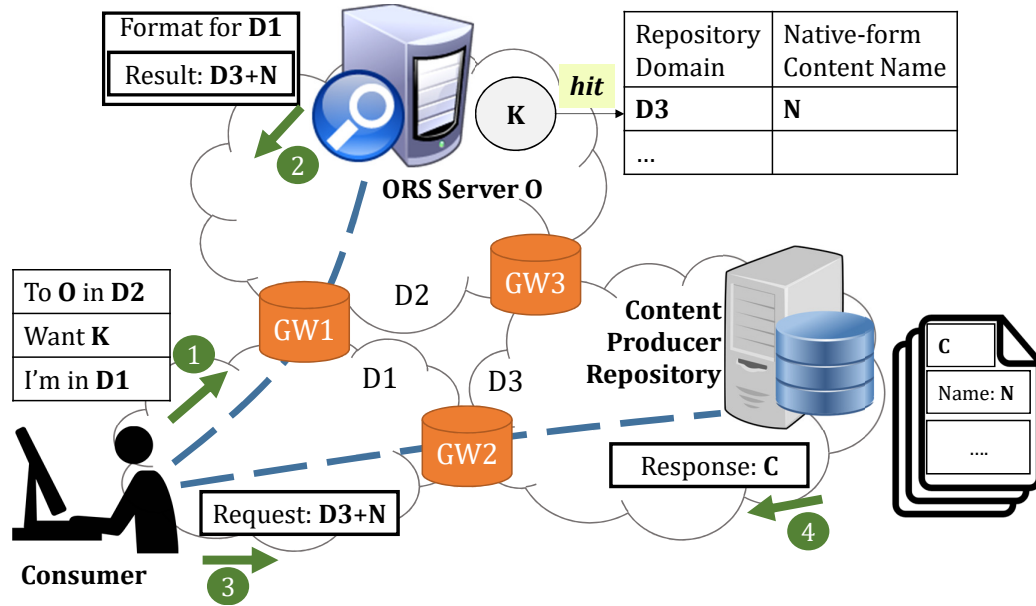 Format for D1
Result: D3+N
2
K
hit
Repository Domain
Native-form Content Name
D3
N
...
ORS Server O
To O in D2
Want K
I'm in D1
1
GW1
D2
GW3
D1
D3
GW2
Content
Producer
Repository
C
Name: N
....
Response: C
4
Request: D3+N
3
Consumer